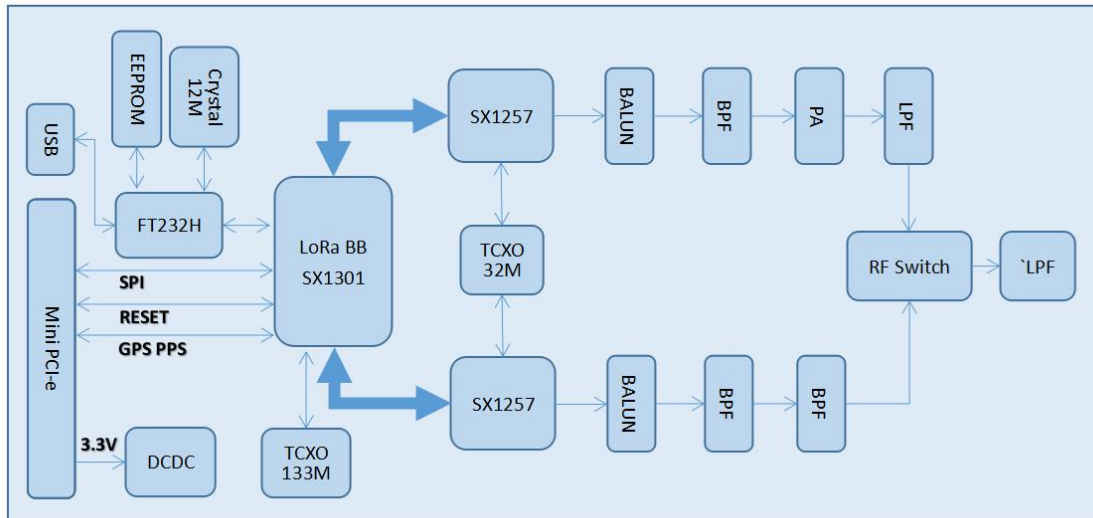 EEPROM
Crystal
12M
USB
FT232H
Mini PCI-e
SPI
RESET
GPS PPS
3.3V
DCDC
LoRa BB
SX1301
TCXO
133M
SX1257
BALUN
BPF
PA
LPF
TCXO
32M
RF Switch
`LPF
SX1257
BALUN
BPF
BPF